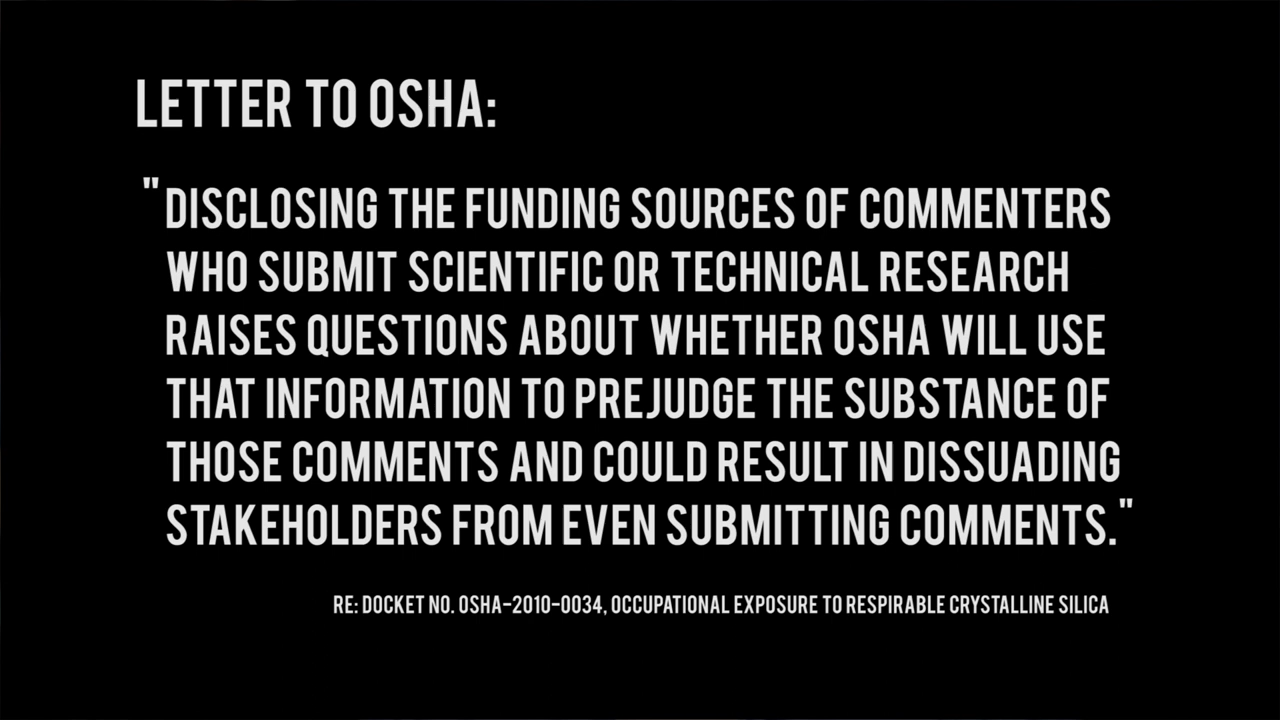 LETTER TO OSHA:
"DISCLOSING THE FUNDING SOURCES OF COMMENTERS
WHO SUBMIT SCIENTIFIC OR TECHNICAL RESEARCH
RAISES QUESTIONS ABOUT WHETHER OSHA WILL USE
THAT INFORMATION TO PREJUDGE THE SUBSTANCE OF
THOSE COMMENTS AND COULD RESULT IN DISSUADING
STAKEHOLDERS FROM EVEN SUBMITTING COMMENTS."
RE: DOCKET NO. OSHA-2010-0034, OCCUPATIONAL EXPOSURE TO RESPIRABLE CRYSTALLINE SILICA